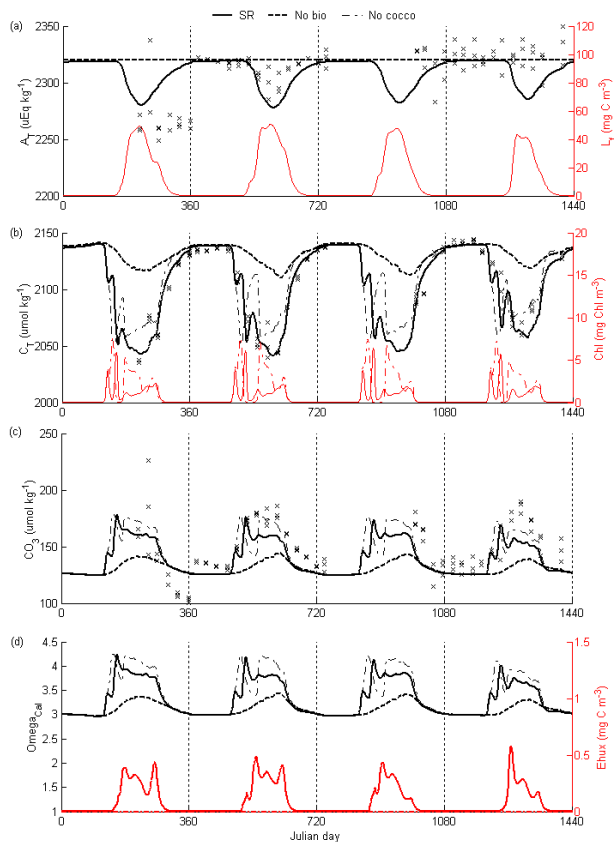 SR No bio No cocco
(a)
2350
2300
2250
2200
A_T (uEq kg⁻¹)
120
100
80
60
40
20
0
(mg C m⁻³)
0 360 720 1080 1440
(b)
2150
2100
2050
2000
C_T (umol kg⁻¹)
20
15
10
5
0
Chl (mg Chl m⁻³)
0 360 720 1080 1440
(c)
250
200
150
100
CO₃ (umol kg⁻¹)
0 360 720 1080 1440
(d)
4.5
4
3.5
3
2.5
2
1.5
1
Omega_Cal
1.5
1
0.5
0
Ehux (mg C m⁻³)
0 360 720 1080 1440
Julian day